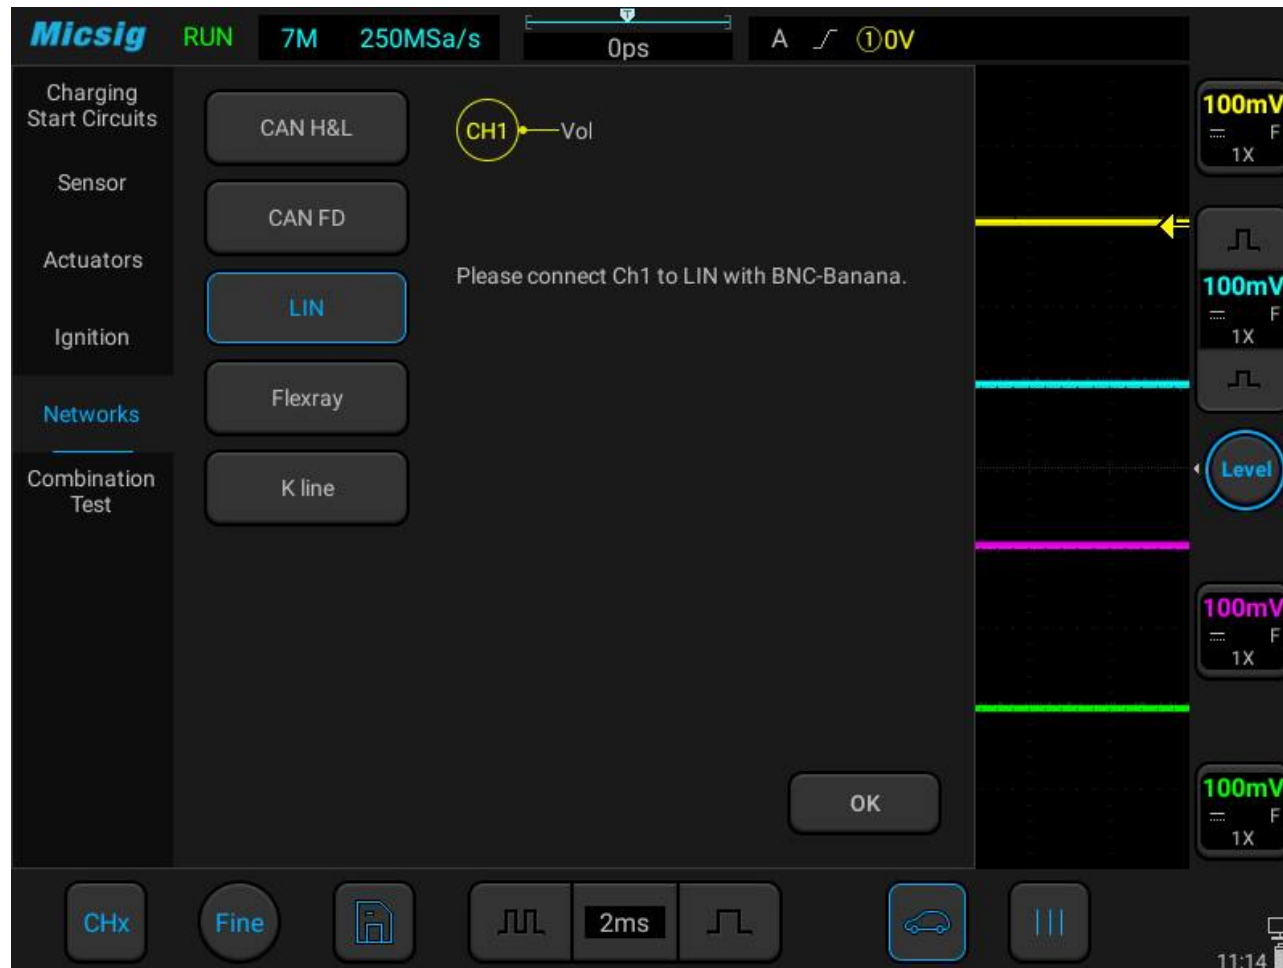 Micsig RUN 7M 250MSa/s T 0ps A ①0V
Charging
Start Circuits
Sensor
Actuators
Ignition
Networks
Combination
Test
CAN H&L
CAN FD
LIN
Flexray
K line
CH1 Vol
Please connect Ch1 to LIN with BNC-Banana.
OK
100mV
F
1X
100mV
F
1X
Level
100mV
F
1X
100mV
F
1X
CHx Fine 2ms
11:14